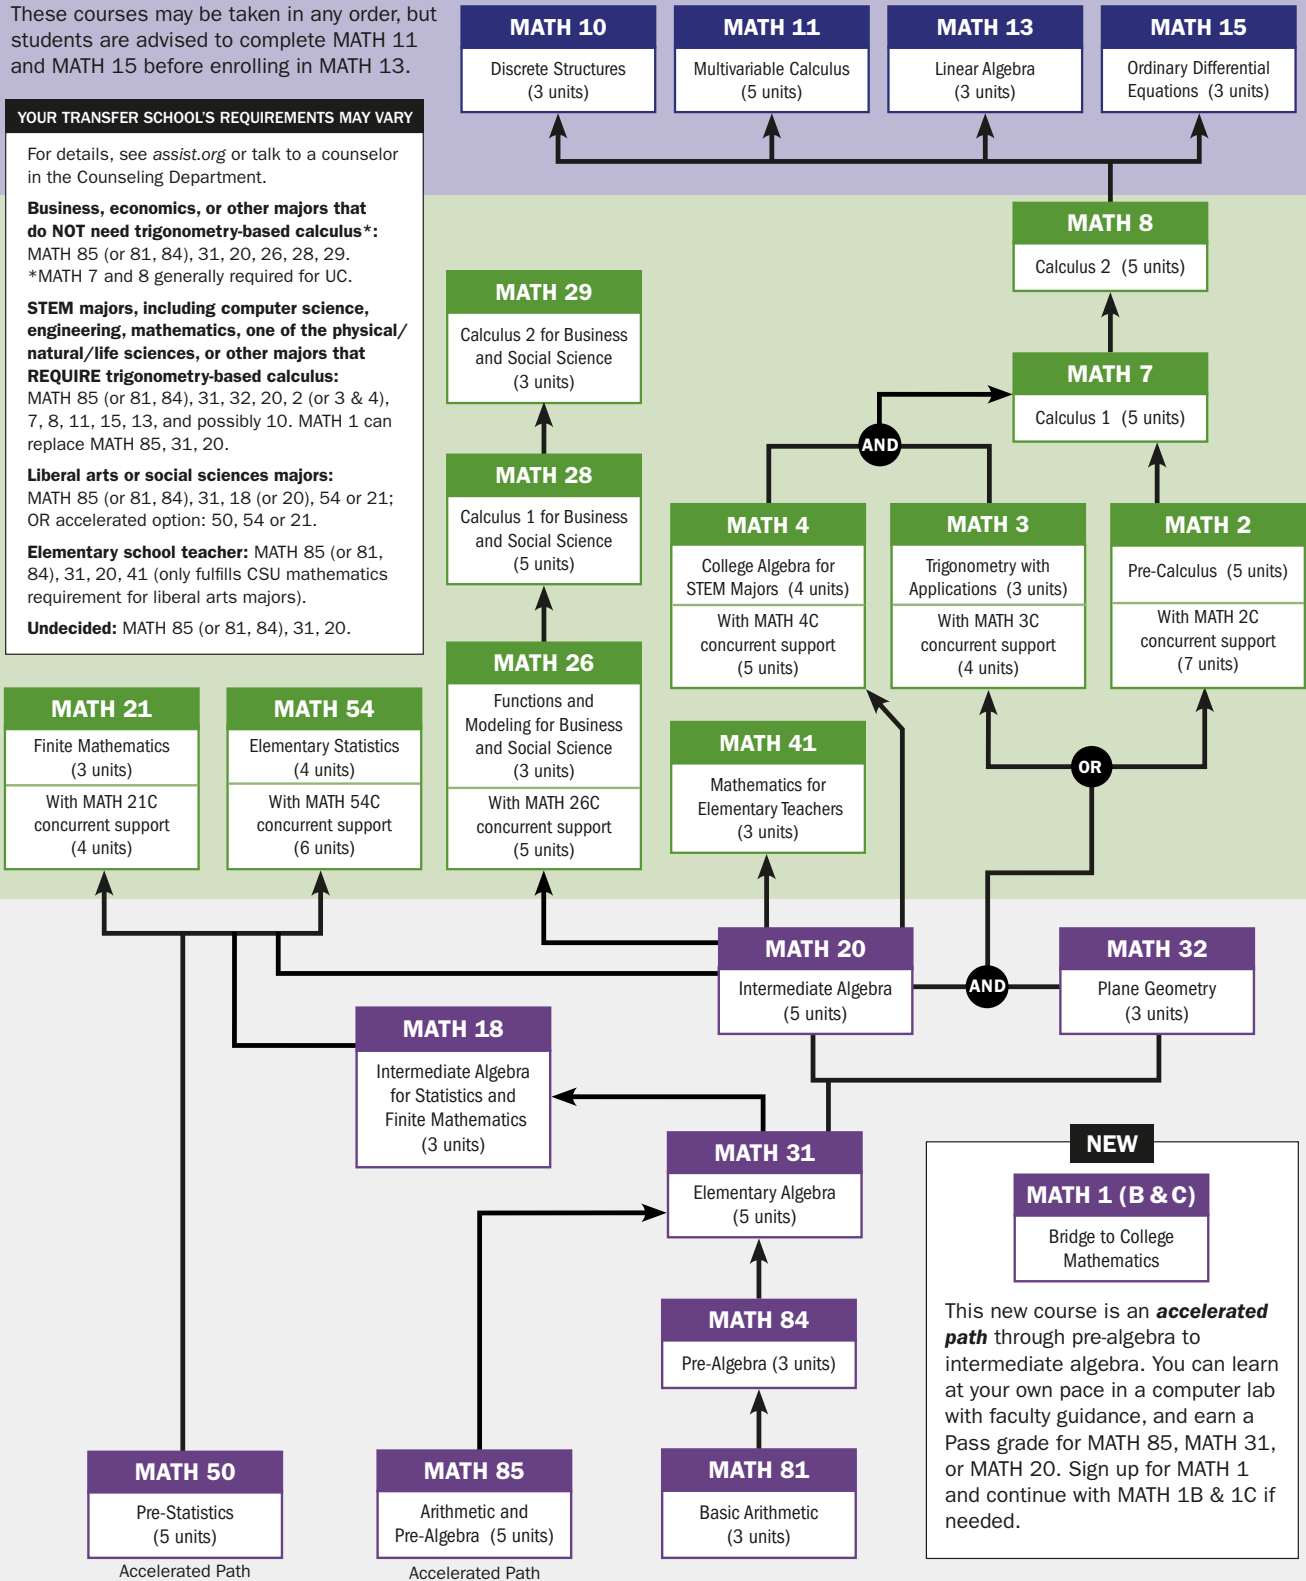 These courses may be taken in any order, but
students are advised to complete MATH 11
and MATH 15 before enrolling in MATH 13.
MATH 10
Discrete Structures
(3 units)
MATH 11
Multivariable Calculus
(5 units)
MATH 13
Linear Algebra
(3 units)
MATH 15
Ordinary Differential
Equations (3 units)
YOUR TRANSFER SCHOOL'S REQUIREMENTS MAY VARY
For details, see assist.org or talk to a counselor
in the Counseling Department.
Business, economics, or other majors that
do NOT need trigonometry-based calculus*:
MATH 85 (or 81, 84), 31, 20, 26, 28, 29.
*MATH 7 and 8 generally required for UC.
STEM majors, including computer science,
engineering, mathematics, one of the physical/
natural/life sciences, or other majors that
REQUIRE trigonometry-based calculus:
MATH 85 (or 81, 84), 31, 32, 20, 2 (or 3 & 4),
7, 8, 11, 15, 13, and possibly 10. MATH 1 can
replace MATH 85, 31, 20.
Liberal arts or social sciences majors:
MATH 85 (or 81, 84), 31, 18 (or 20), 54 or 21;
OR accelerated option: 50, 54 or 21.
Elementary school teacher: MATH 85 (or 81,
84), 31, 20, 41 (only fulfills CSU mathematics
requirement for liberal arts majors).
Undecided: MATH 85 (or 81, 84), 31, 20.
MATH 8
Calculus 2 (5 units)
MATH 29
Calculus 2 for Business
and Social Science
(3 units)
MATH 7
Calculus 1 (5 units)
AND
MATH 28
Calculus 1 for Business
and Social Science
(5 units)
MATH 4
College Algebra for
STEM Majors (4 units)
With MATH 4C
concurrent support
(5 units)
MATH 3
Trigonometry with
Applications (3 units)
With MATH 3C
concurrent support
(4 units)
MATH 2
Pre-Calculus (5 units)
With MATH 2C
concurrent support
(7 units)
MATH 26
Functions and
Modeling for Business
and Social Science
(3 units)
With MATH 26C
concurrent support
(5 units)
MATH 21
Finite Mathematics
(3 units)
With MATH 21C
concurrent support
(4 units)
MATH 54
Elementary Statistics
(4 units)
With MATH 54C
concurrent support
(6 units)
MATH 41
Mathematics for
Elementary Teachers
(3 units)
OR
MATH 20
Intermediate Algebra
(5 units)
AND
MATH 32
Plane Geometry
(3 units)
MATH 18
Intermediate Algebra
for Statistics and
Finite Mathematics
(3 units)
MATH 31
Elementary Algebra
(5 units)
NEW
MATH 1 (B & C)
Bridge to College
Mathematics
This new course is an accelerated
path through pre-algebra to
intermediate algebra. You can learn
at your own pace in a computer lab
with faculty guidance, and earn a
Pass grade for MATH 85, MATH 31,
or MATH 20. Sign up for MATH 1
and continue with MATH 1B & 1C if
needed.
MATH 84
Pre-Algebra (3 units)
MATH 50
Pre-Statistics
(5 units)
Accelerated Path
MATH 85
Arithmetic and
Pre-Algebra (5 units)
Accelerated Path
MATH 81
Basic Arithmetic
(3 units)